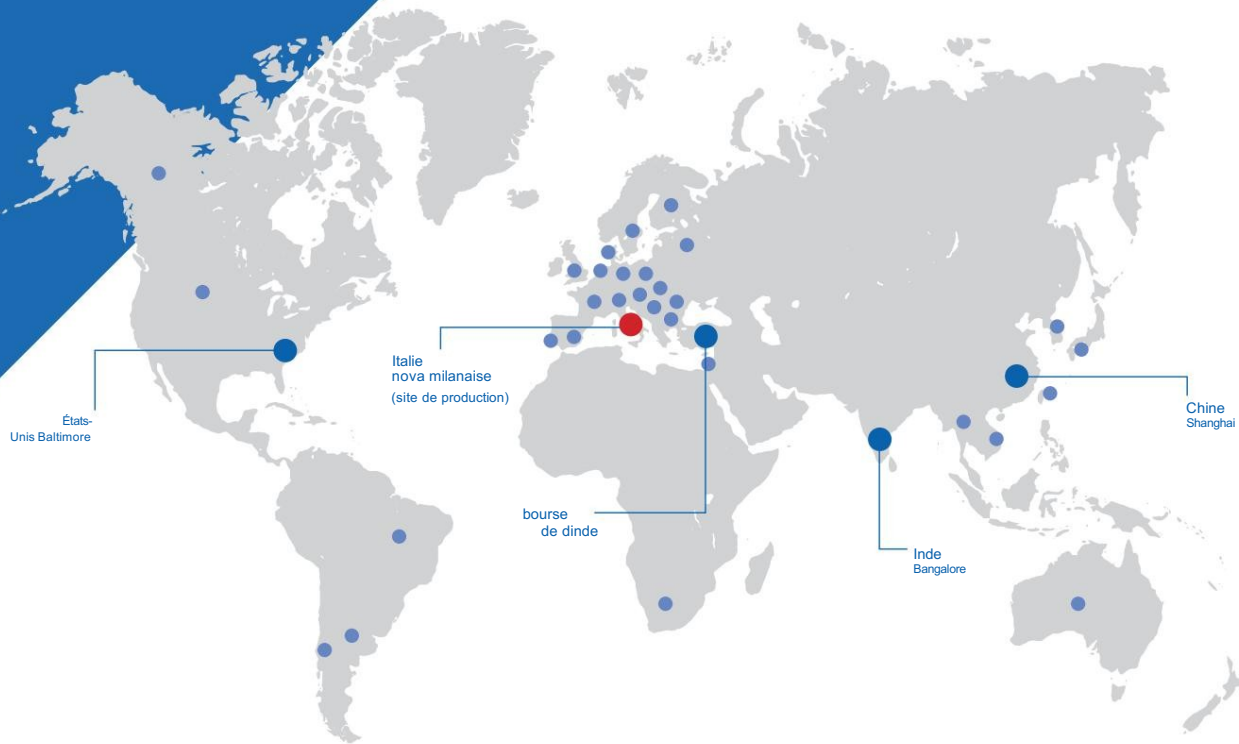 États-
Unis Baltimore
Italie
nova milanaise
(site de production)
bourse
de dinde
Inde
Bangalore
Chine
Shanghai